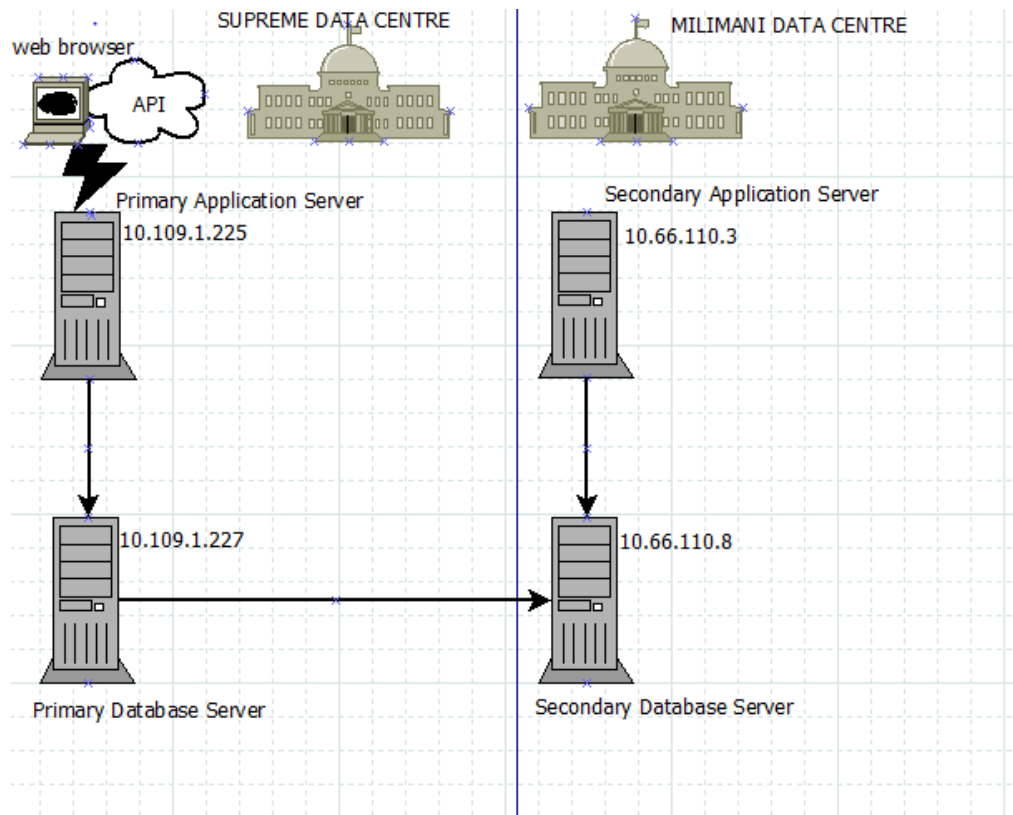 SUPREME DATA CENTRE
MILIMANI DATA CENTRE
web browser
API
Primary Application Server
10.109.1.225
Secondary Application Server
10.66.110.3
10.109.1.227
10.66.110.8
Primary Database Server
Secondary Database Server